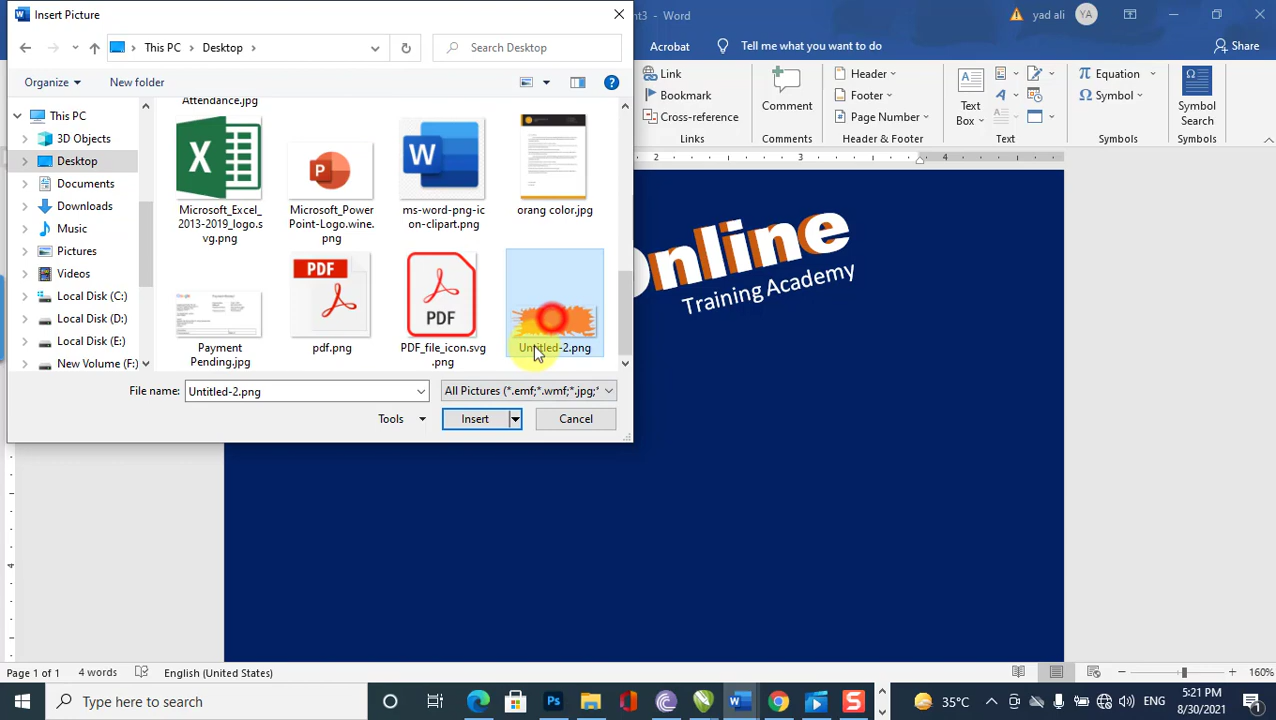 Insert Picture
nt3 - Word
yad ali
YA
This PC
Desktop
Search Desktop
Acrobat
Tell me what you want to do
Share
Organize
New folder
Link
Bookmark
Cross-reference
Links
Comment
Comments
Header
Footer
Page Number
Header & Footer
Text
Box
Text
Equation
Symbol
Symbols
Symbol
Search
Symbols
This PC
3D Objects
Desktop
Documents
Downloads
Music
Pictures
Videos
Local Disk (C:)
Local Disk (D:)
Local Disk (E:)
New Volume (F:)
Attendance.jpg
Microsoft_Excel_
2013-2019_logo.s
vg.png
Microsoft_Power
Point-Logo.wine.
png
ms-word-png-ic
on-clipart.png
orang color.jpg
Payment
Pending.jpg
PDF
pdf.png
PDF
PDF_file_icon.svg
.png
Untitled-2.png
File name:
Untitled-2.png
All Pictures (*.emf;*.wmf;*.jpg;*
Tools
Insert
Cancel
2
3
4
Online
Training Academy
Page 1 of 1
4 words
English (United States)
160%
Type here to search
35°C
ENG
5:21 PM
8/30/2021